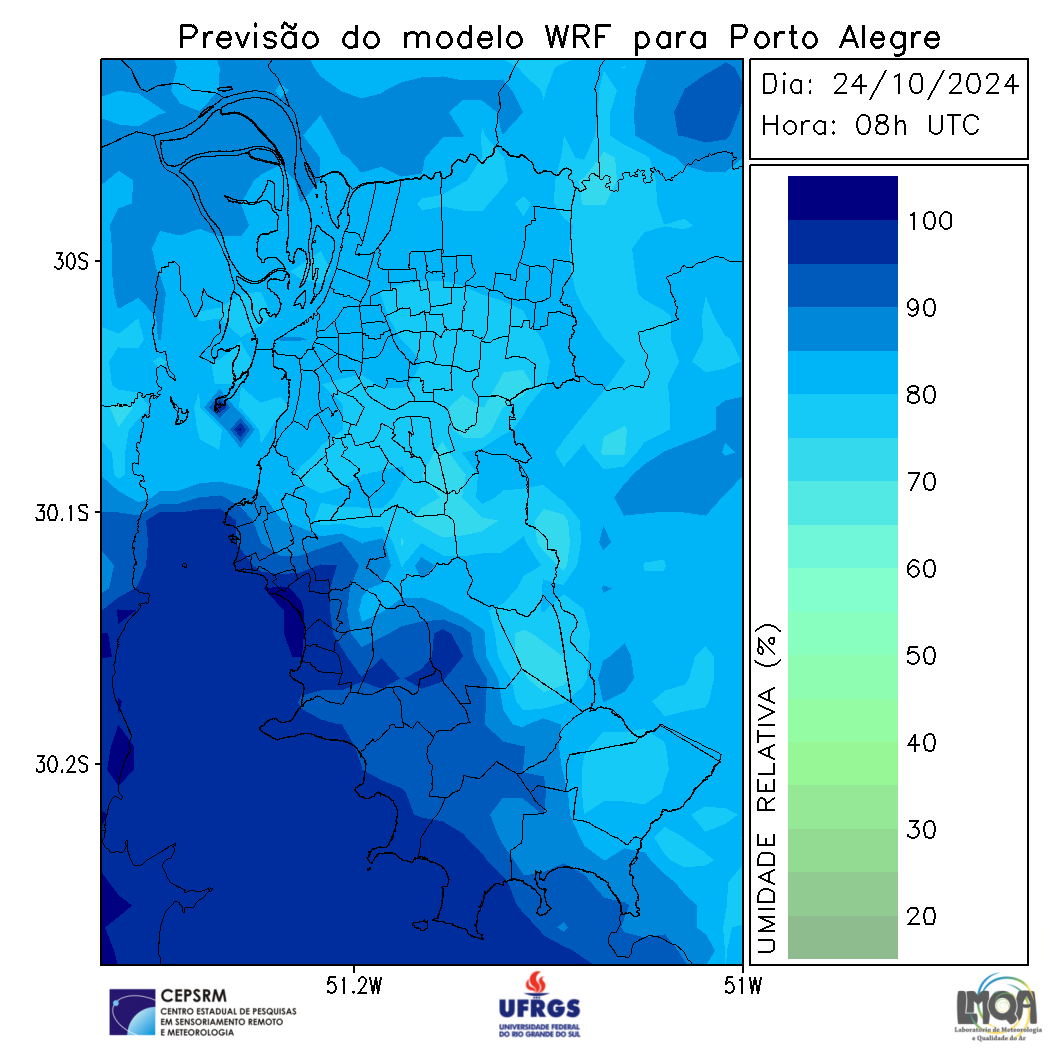 Previsão do modelo WRF para Porto Alegre
Dia: 24/10/2024
Hora: 08h UTC
100
90
80
70
60
50
40
30
20
UMIDADE RELATIVA (%)
30S
30.1S
30.2S
51.2W
51W
CEPSRM
CENTRO ESTADUAL DE PESQUISAS
EM SENSORIAMENTO REMOTO
E METEOROLOGIA
UFRGS
UNIVERSIDADE FEDERAL
DO RIO GRANDE DO SUL
LMQA
Laboratório de Meteorologia
e Qualidade do Ar